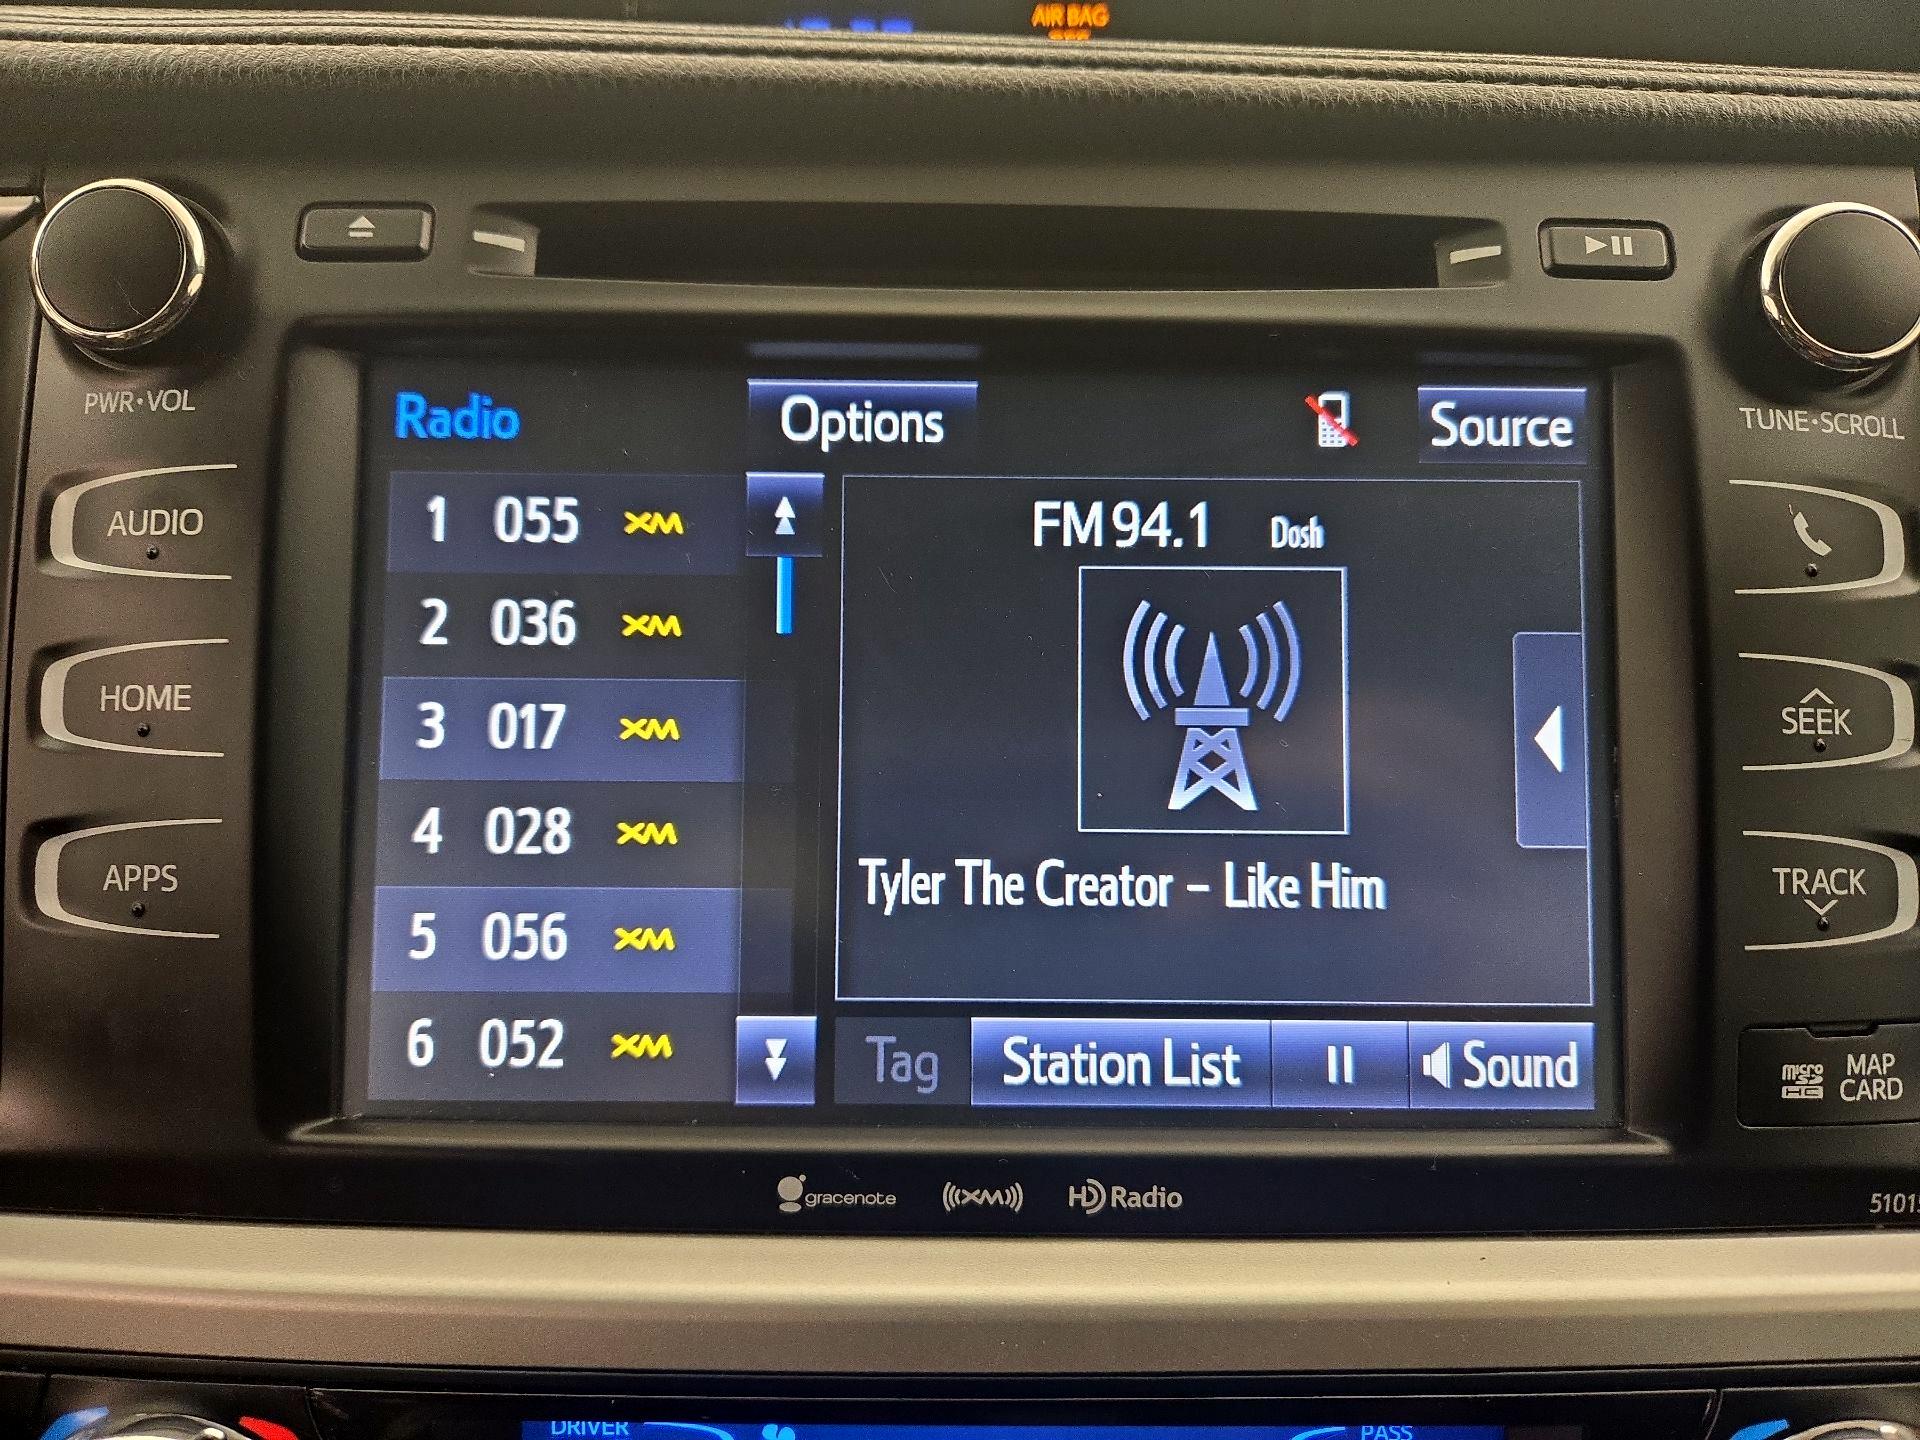 AIR BAG
PWR·VOL
TUNE·SCROLL
AUDIO
HOME
APPS
Radio
Options
Source
1 055 XM
2 036 XM
3 017 XM
4 028 XM
5 056 XM
6 052 XM
FM 94.1 Dosh
Tyler The Creator – Like Him
Tag
Station List
Sound
SEEK
TRACK
micro SD HC
MAP CARD
gracenote
((XM))
HD Radio
DRIVER
PASS